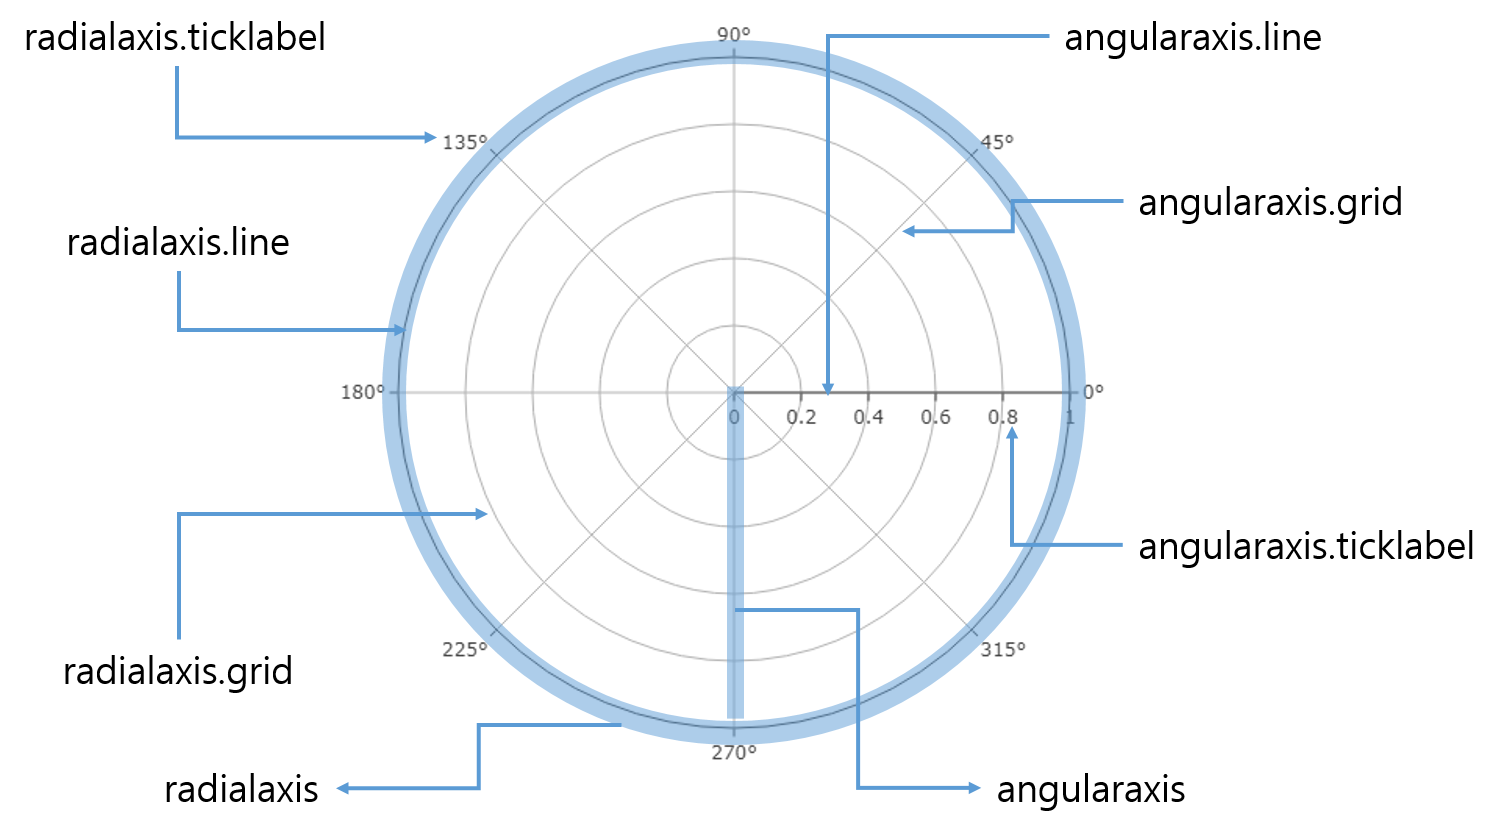 radialaxis.ticklabel
90°
angularaxis.line
135°
45°
angularaxis.grid
radialaxis.line
180°
0°
0
0.2
0.4
0.6
0.8
1
angularaxis.ticklabel
225°
315°
radialaxis.grid
270°
radialaxis
angularaxis